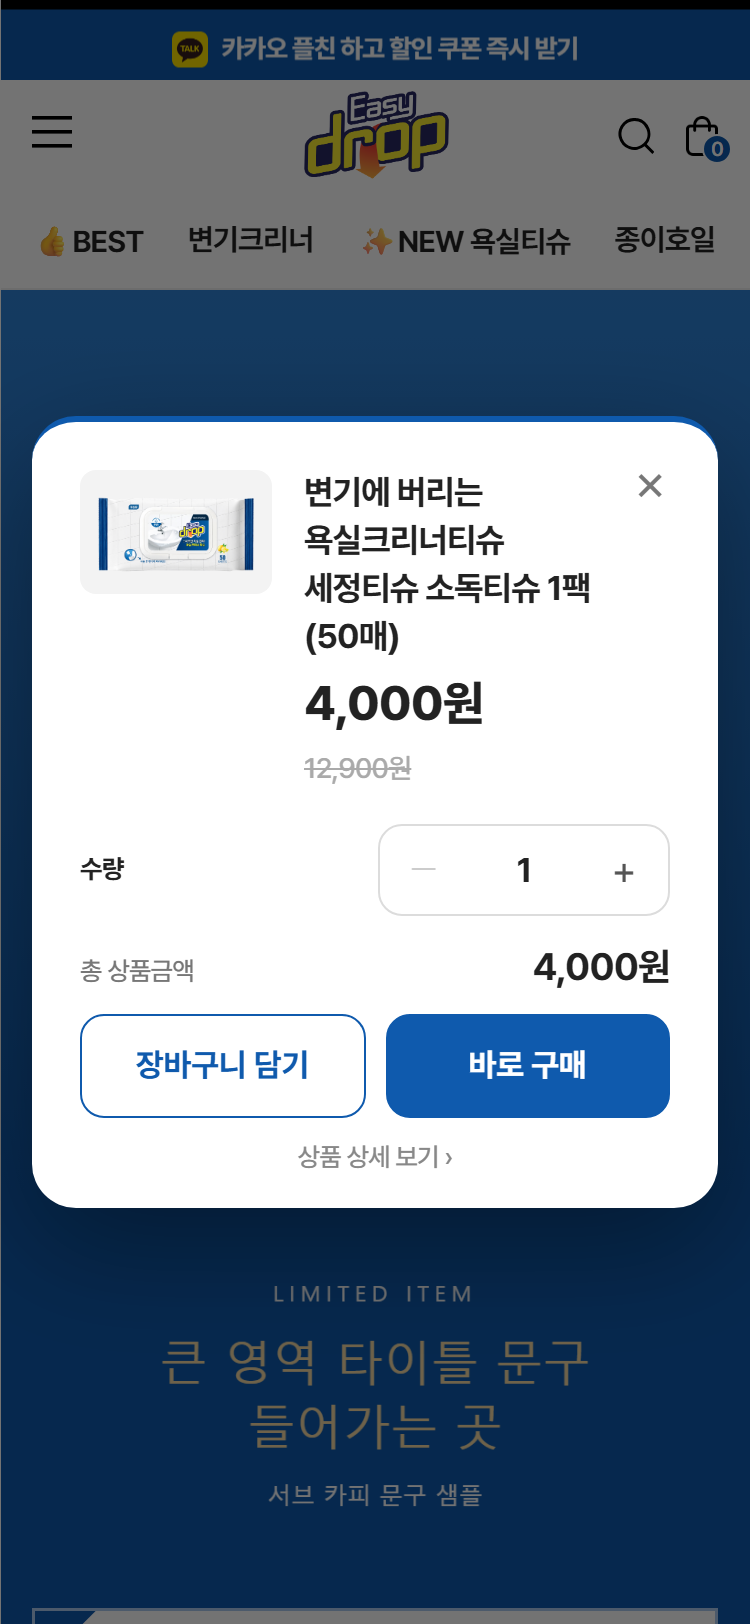 TALK 카카오 플친 하고 할인 쿠폰 즉시 받기
Easy
drop
0
👍 BEST 변기크리너 ✨ NEW 욕실티슈 종이호일
변기에 버리는
욕실크리너티슈
세정티슈 소독티슈 1팩
(50매)
4,000원
12,900원
수량 — 1 +
총 상품금액 4,000원
장바구니 담기 바로 구매
상품 상세 보기 ›
LIMITED ITEM
큰 영역 타이틀 문구
들어가는 곳
서브 카피 문구 샘플